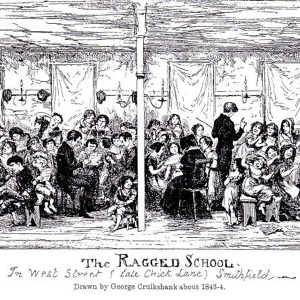 The RAGGED SCHOOL.
In West Street (late Chick Lane) Smithfield
Drawn by George Cruikshank about 1843-4.